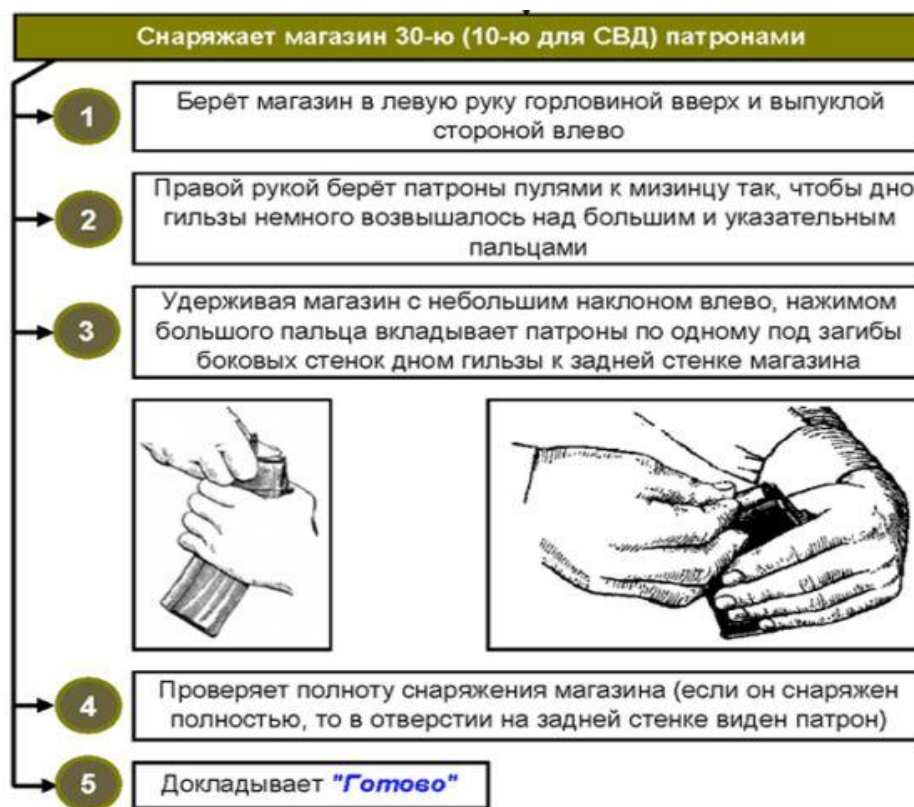 Снаряжает магазин 30-ю (10-ю для СВД) патронами
1
Берёт магазин в левую руку горловиной вверх и выпуклой
стороной влево
2
Правой рукой берёт патроны пулями к мизинцу так, чтобы дно
гильзы немного возвышалось над большим и указательным
пальцами
3
Удерживая магазин с небольшим наклоном влево, нажимом
большого пальца вкладывает патроны по одному под загибы
боковых стенок дном гильзы к задней стенке магазина
4
Проверяет полноту снаряжения магазина (если он снаряжен
полностью, то в отверстии на задней стенке виден патрон)
5
Докладывает "Готово"